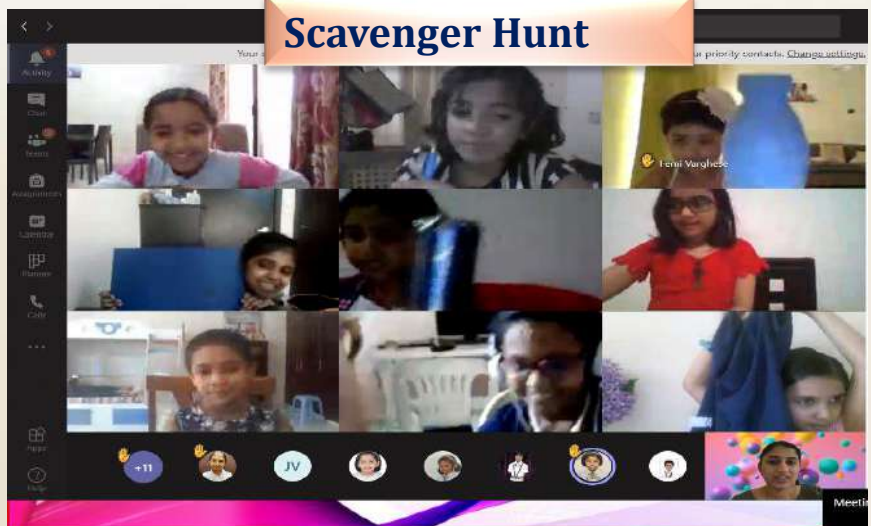 Scavenger Hunt
Your
priority contacts. Change settings.
Activity
Chat
Teams
Assignments
Femi Varghese
Calendar
Planner
Calls
...
Apps
+11
JV
Help
Meeti